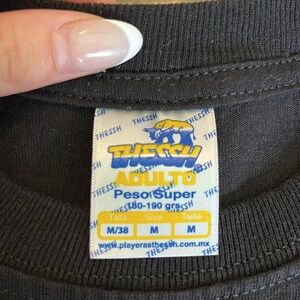 THESSH
ADULTO
Peso Super
180-190 grs.
Talla Size Taille
M/38 M M
www.playerasthessh.com.mx